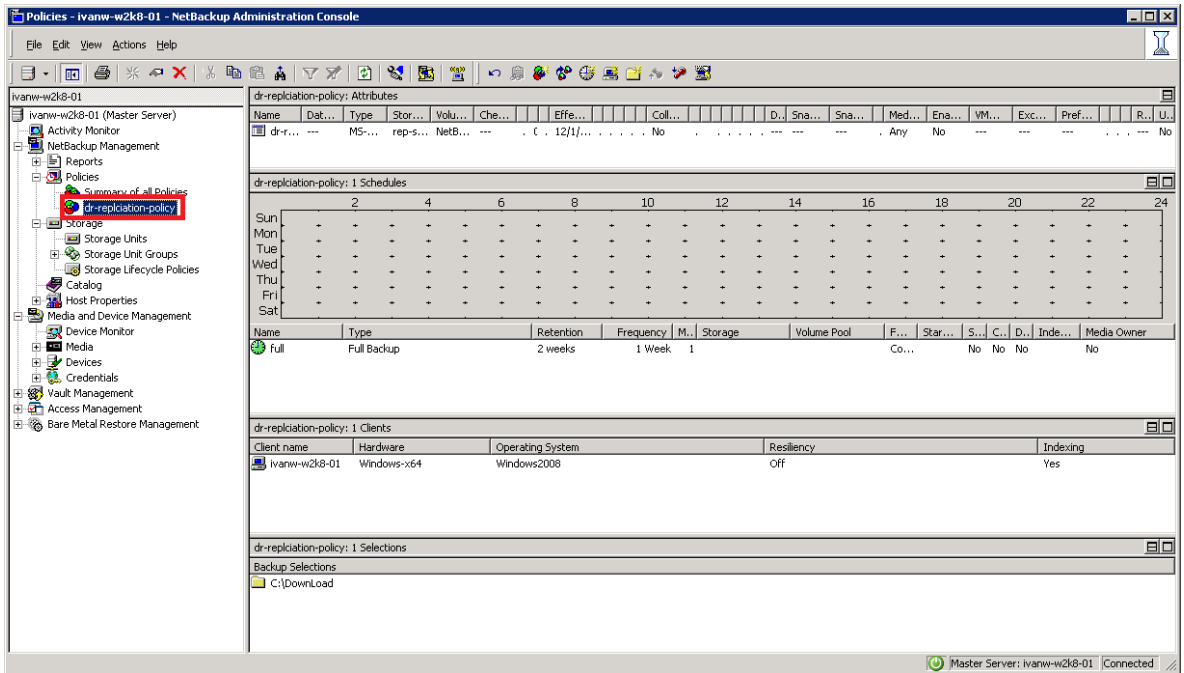 Policies - ivanw-w2k8-01 - NetBackup Administration Console
File Edit View Actions Help
ivanw-w2k8-01
ivanw-w2k8-01 (Master Server)
Activity Monitor
NetBackup Management
Reports
Policies
Summary of all Policies
dr-replciation-policy
Storage
Storage Units
Storage Unit Groups
Storage Lifecycle Policies
Catalog
Host Properties
Media and Device Management
Device Monitor
Media
Devices
Credentials
Vault Management
Access Management
Bare Metal Restore Management
dr-replciation-policy: Attributes
Name Dat... Type Stor... Volu... Che... Effe... Coll... D.. Sna... Sna... Med... Ena... VM... Exc... Pref... R... U..
dr-r... --- MS-... rep-s... NetB... --- . ( . 12/1/... . . . . No . . . . . --- --- --- . Any No --- --- --- . . . --- No
dr-replciation-policy: 1 Schedules
2 4 6 8 10 12 14 16 18 20 22 24
Sun
Mon
Tue
Wed
Thu
Fri
Sat
Name Type Retention Frequency M.. Storage Volume Pool F... Star... S... C.. D.. Inde... Media Owner
full Full Backup 2 weeks 1 Week 1 Co... No No No No
dr-replciation-policy: 1 Clients
Client name Hardware Operating System Resiliency Indexing
ivanw-w2k8-01 Windows-x64 Windows2008 Off Yes
dr-replciation-policy: 1 Selections
Backup Selections
C:\DownLoad
Master Server: ivanw-w2k8-01 Connected